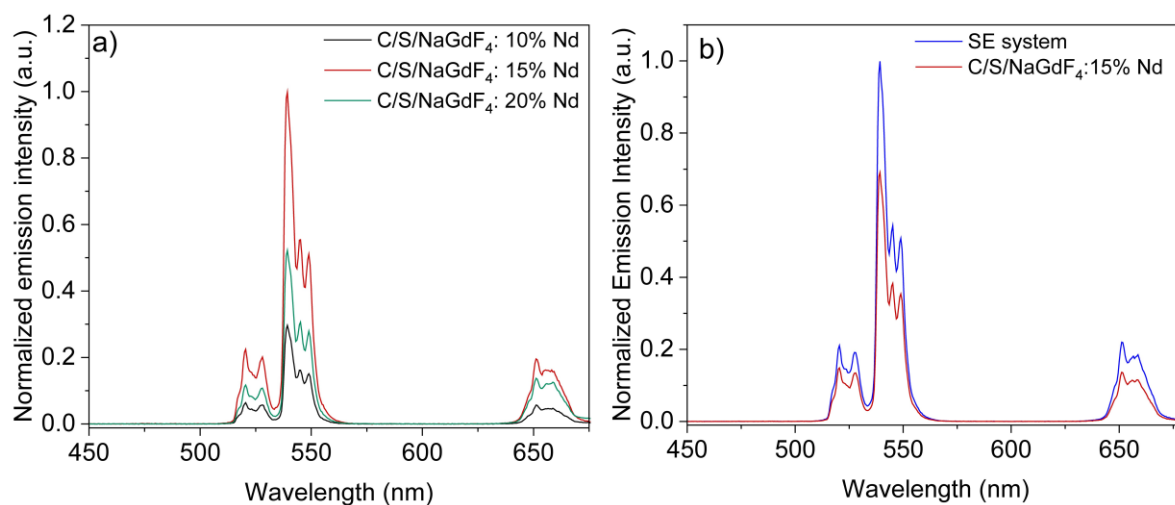 a)
C/S/NaGdF₄: 10% Nd
C/S/NaGdF₄: 15% Nd
C/S/NaGdF₄: 20% Nd
Normalized emission intensity (a.u.)
1.2
1.0
0.8
0.6
0.4
0.2
0.0
450 500 550 600 650
Wavelength (nm)
b)
SE system
C/S/NaGdF₄:15% Nd
Normalized Emission Intensity (a.u.)
1.0
0.8
0.6
0.4
0.2
0.0
450 500 550 600 650
Wavelength (nm)